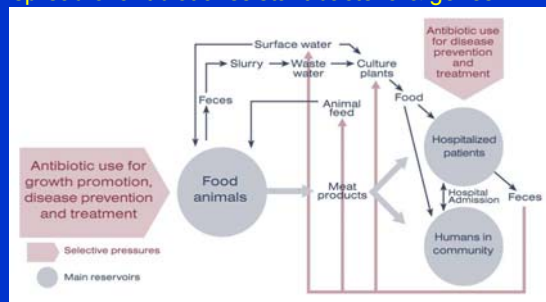 Surface water
Slurry
Waste
water
Culture
plants
Antibiotic use
for disease
prevention
and
treatment
Feces
Animal
feed
Food
Hospitalized
patients
Antibiotic use for
growth promotion,
disease prevention
and treatment
Food
animals
Meat
products
Hospital
Admission
Feces
Humans in
community
Selective pressures
Main reservoirs